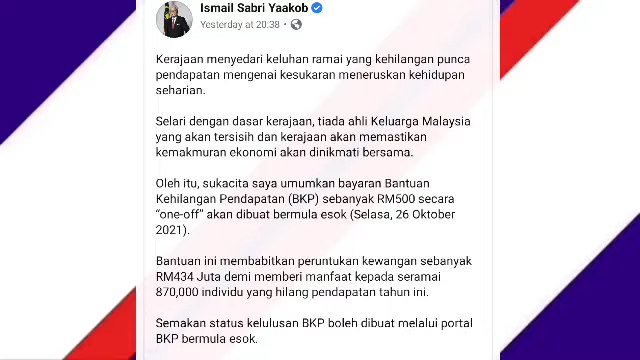 Ismail Sabri Yaakob
Yesterday at 20:38 •
Kerajaan menyedari keluhan ramai yang kehilangan punca
pendapatan mengenai kesukaran meneruskan kehidupan
seharian.
Selari dengan dasar kerajaan, tiada ahli Keluarga Malaysia
yang akan tersisih dan kerajaan akan memastikan
kemakmuran ekonomi akan dinikmati bersama.
Oleh itu, sukacita saya umumkan bayaran Bantuan
Kehilangan Pendapatan (BKP) sebanyak RM500 secara
“one-off” akan dibuat bermula esok (Selasa, 26 Oktober
2021).
Bantuan ini membabitkan peruntukan kewangan sebanyak
RM434 Juta demi memberi manfaat kepada seramai
870,000 individu yang hilang pendapatan tahun ini.
Semakan status kelulusan BKP boleh dibuat melalui portal
BKP bermula esok.